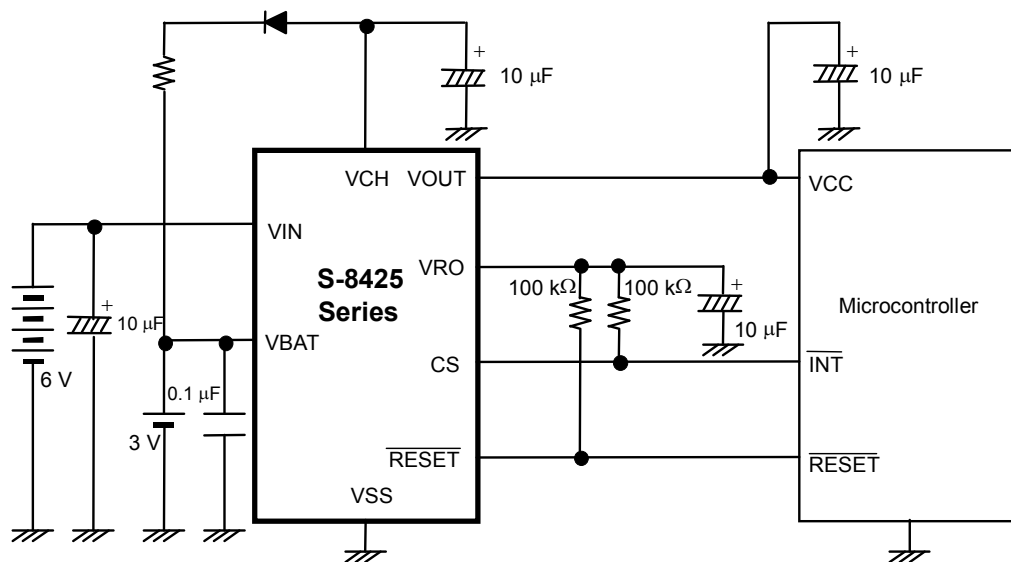 +
10 µF
+
10 µF
VCH
VOUT
VCC
VIN
S-8425
Series
VRO
100 kΩ
100 kΩ
+
10 µF
Microcontroller
+
10 µF
6 V
VBAT
CS
INT
0.1 µF
3 V
RESET
RESET
VSS